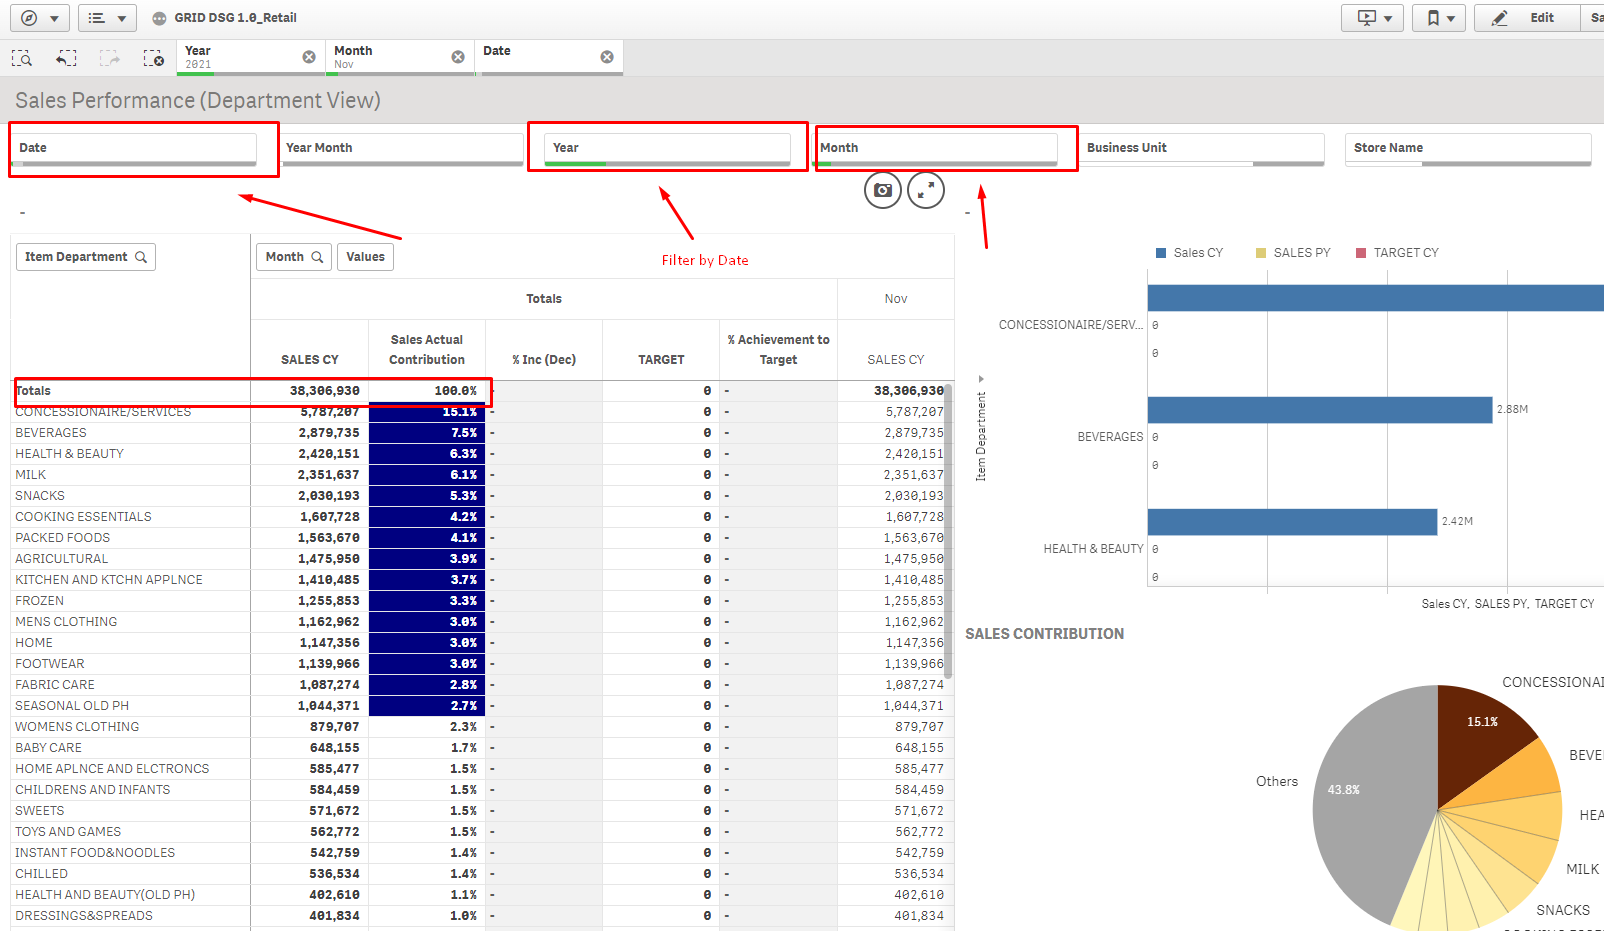 GRID DSG 1.0_Retail
Edit
Year
2021
Month
Nov
Date
Sales Performance (Department View)
Date
Year Month
Year
Month
Business Unit
Store Name
-
-
Filter by Date
Item Department
Month
Values
Totals
Nov
SALES CY
Sales Actual Contribution
% Inc (Dec)
TARGET
% Achievement to Target
SALES CY
Totals 38,306,930 100.0% - 0 - 38,306,930
CONCESSIONAIRE/SERVICES 5,787,207 15.1% - 0 - 5,787,207
BEVERAGES 2,879,735 7.5% - 0 - 2,879,735
HEALTH & BEAUTY 2,420,151 6.3% - 0 - 2,420,151
MILK 2,351,637 6.1% - 0 - 2,351,637
SNACKS 2,030,193 5.3% - 0 - 2,030,193
COOKING ESSENTIALS 1,607,728 4.2% - 0 - 1,607,728
PACKED FOODS 1,563,670 4.1% - 0 - 1,563,670
AGRICULTURAL 1,475,950 3.9% - 0 - 1,475,950
KITCHEN AND KTCHN APPLNCE 1,410,485 3.7% - 0 - 1,410,485
FROZEN 1,255,853 3.3% - 0 - 1,255,853
MENS CLOTHING 1,162,962 3.0% - 0 - 1,162,962
HOME 1,147,356 3.0% - 0 - 1,147,356
FOOTWEAR 1,139,966 3.0% - 0 - 1,139,966
FABRIC CARE 1,087,274 2.8% - 0 - 1,087,274
SEASONAL OLD PH 1,044,371 2.7% - 0 - 1,044,371
WOMENS CLOTHING 879,707 2.3% - 0 - 879,707
BABY CARE 648,155 1.7% - 0 - 648,155
HOME APLNCE AND ELCTRONCS 585,477 1.5% - 0 - 585,477
CHILDRENS AND INFANTS 584,459 1.5% - 0 - 584,459
SWEETS 571,672 1.5% - 0 - 571,672
TOYS AND GAMES 562,772 1.5% - 0 - 562,772
INSTANT FOOD&NOODLES 542,759 1.4% - 0 - 542,759
CHILLED 536,534 1.4% - 0 - 536,534
HEALTH AND BEAUTY(OLD PH) 402,610 1.1% - 0 - 402,610
DRESSINGS&SPREADS 401,834 1.0% - 0 - 401,834
Sales CY
SALES PY
TARGET CY
Item Department
CONCESSIONAIRE/SERV...
0
0
BEVERAGES
2.88M
0
0
HEALTH & BEAUTY
2.42M
0
0
Sales CY, SALES PY, TARGET CY
SALES CONTRIBUTION
CONCESSIONAI
15.1%
BEVE
HEA
MILK
SNACKS
Others
43.8%